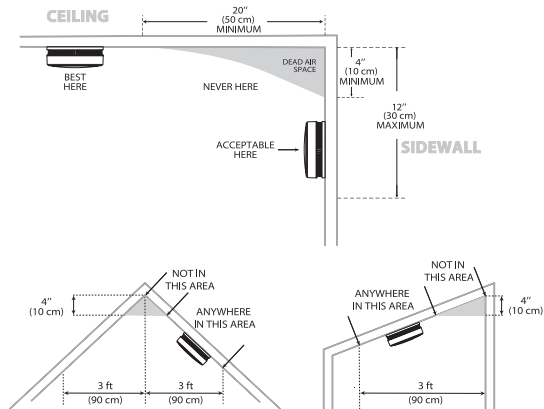 CEILING
20"
(50 cm)
MINIMUM
BEST
HERE
NEVER HERE
DEAD AIR
SPACE
4"
(10 cm)
MINIMUM
12"
(30 cm)
MAXIMUM
ACCEPTABLE
HERE
SIDEWALL
NOT IN
THIS AREA
4"
(10 cm)
ANYWHERE
IN THIS AREA
3 ft
(90 cm)
3 ft
(90 cm)
NOT IN
THIS AREA
ANYWHERE
IN THIS AREA
4"
(10 cm)
3 ft
(90 cm)